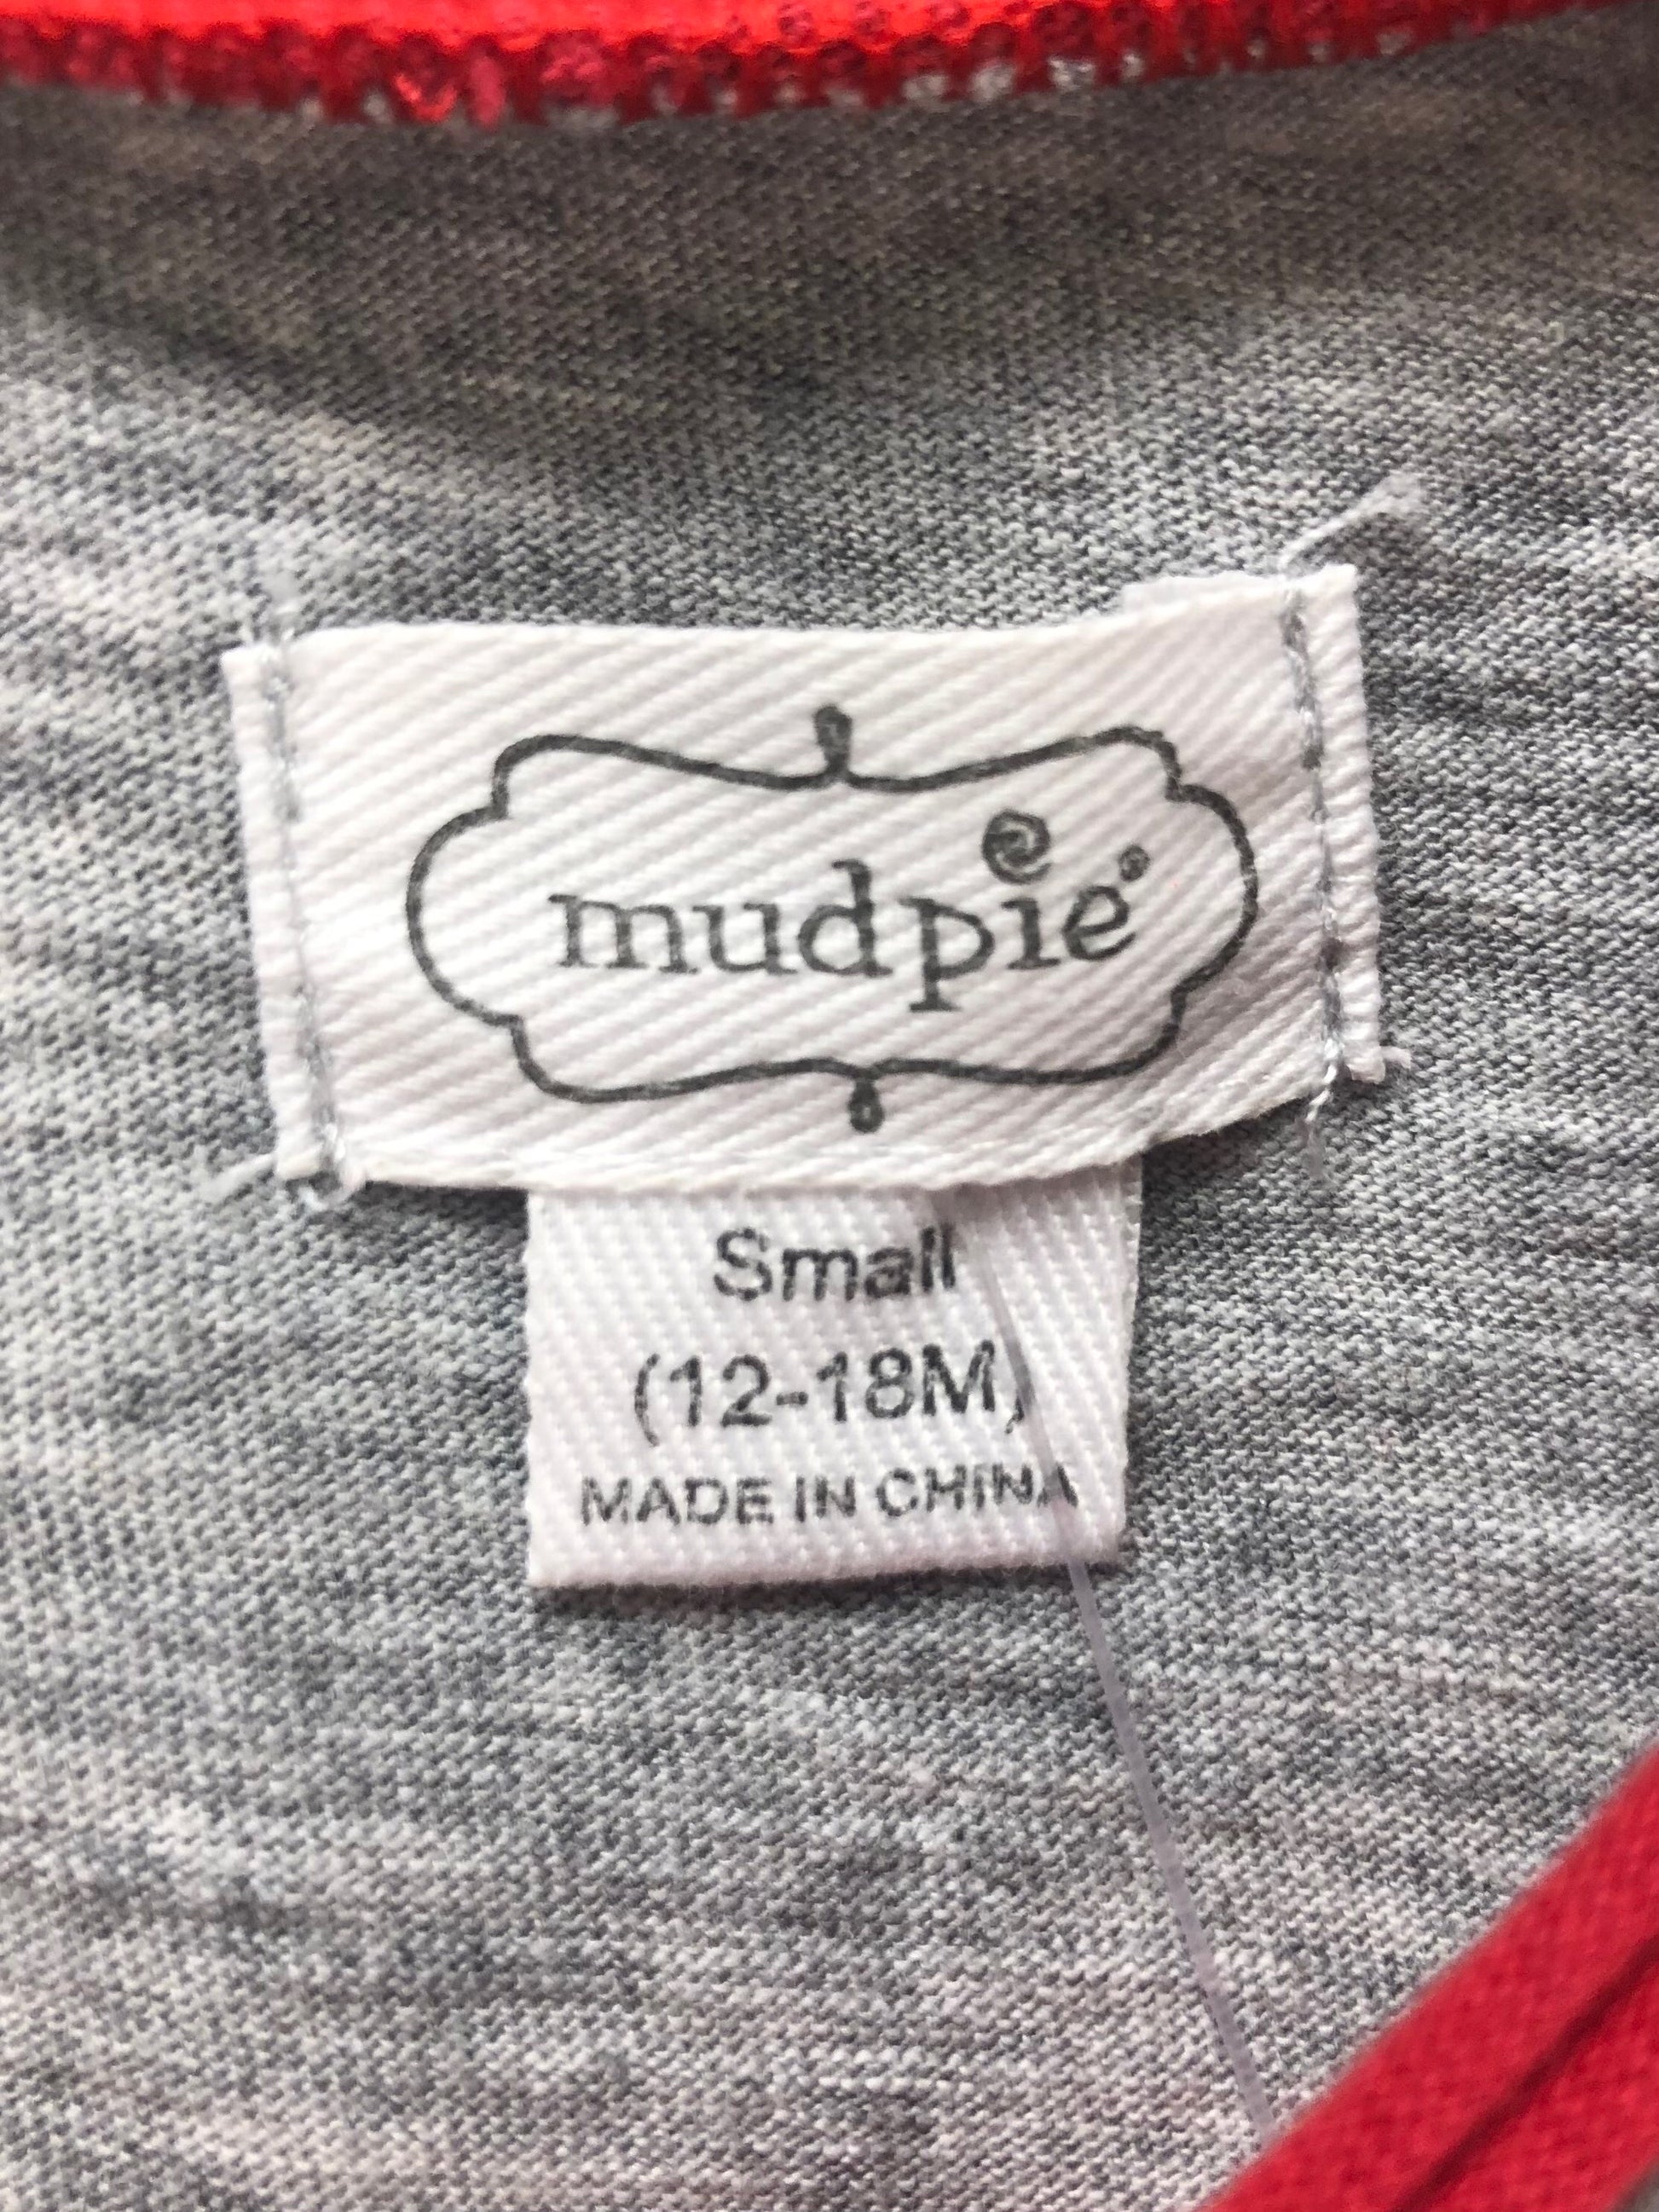 mudpie
Small
(12-18M)
MADE IN CHINA